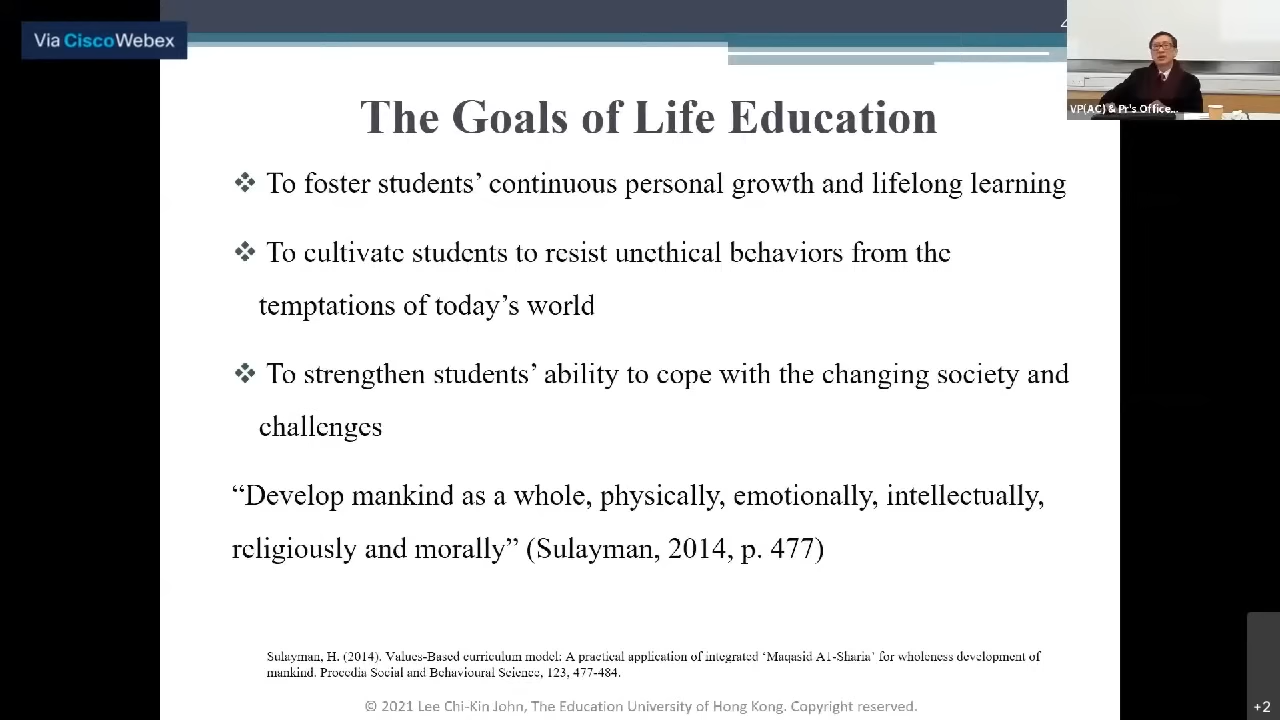 Via CiscoWebex
4
VP(AC) & Pr's Office...
The Goals of Life Education
❖ To foster students’ continuous personal growth and lifelong learning
❖ To cultivate students to resist unethical behaviors from the
temptations of today’s world
❖ To strengthen students’ ability to cope with the changing society and
challenges
“Develop mankind as a whole, physically, emotionally, intellectually,
religiously and morally” (Sulayman, 2014, p. 477)
Sulayman, H. (2014). Values-Based curriculum model: A practical application of integrated ‘Maqasid A1-Sharia’ for wholeness development of
mankind. Procedia Social and Behavioural Science, 123, 477-484.
© 2021 Lee Chi-Kin John, The Education University of Hong Kong. Copyright reserved.
+2